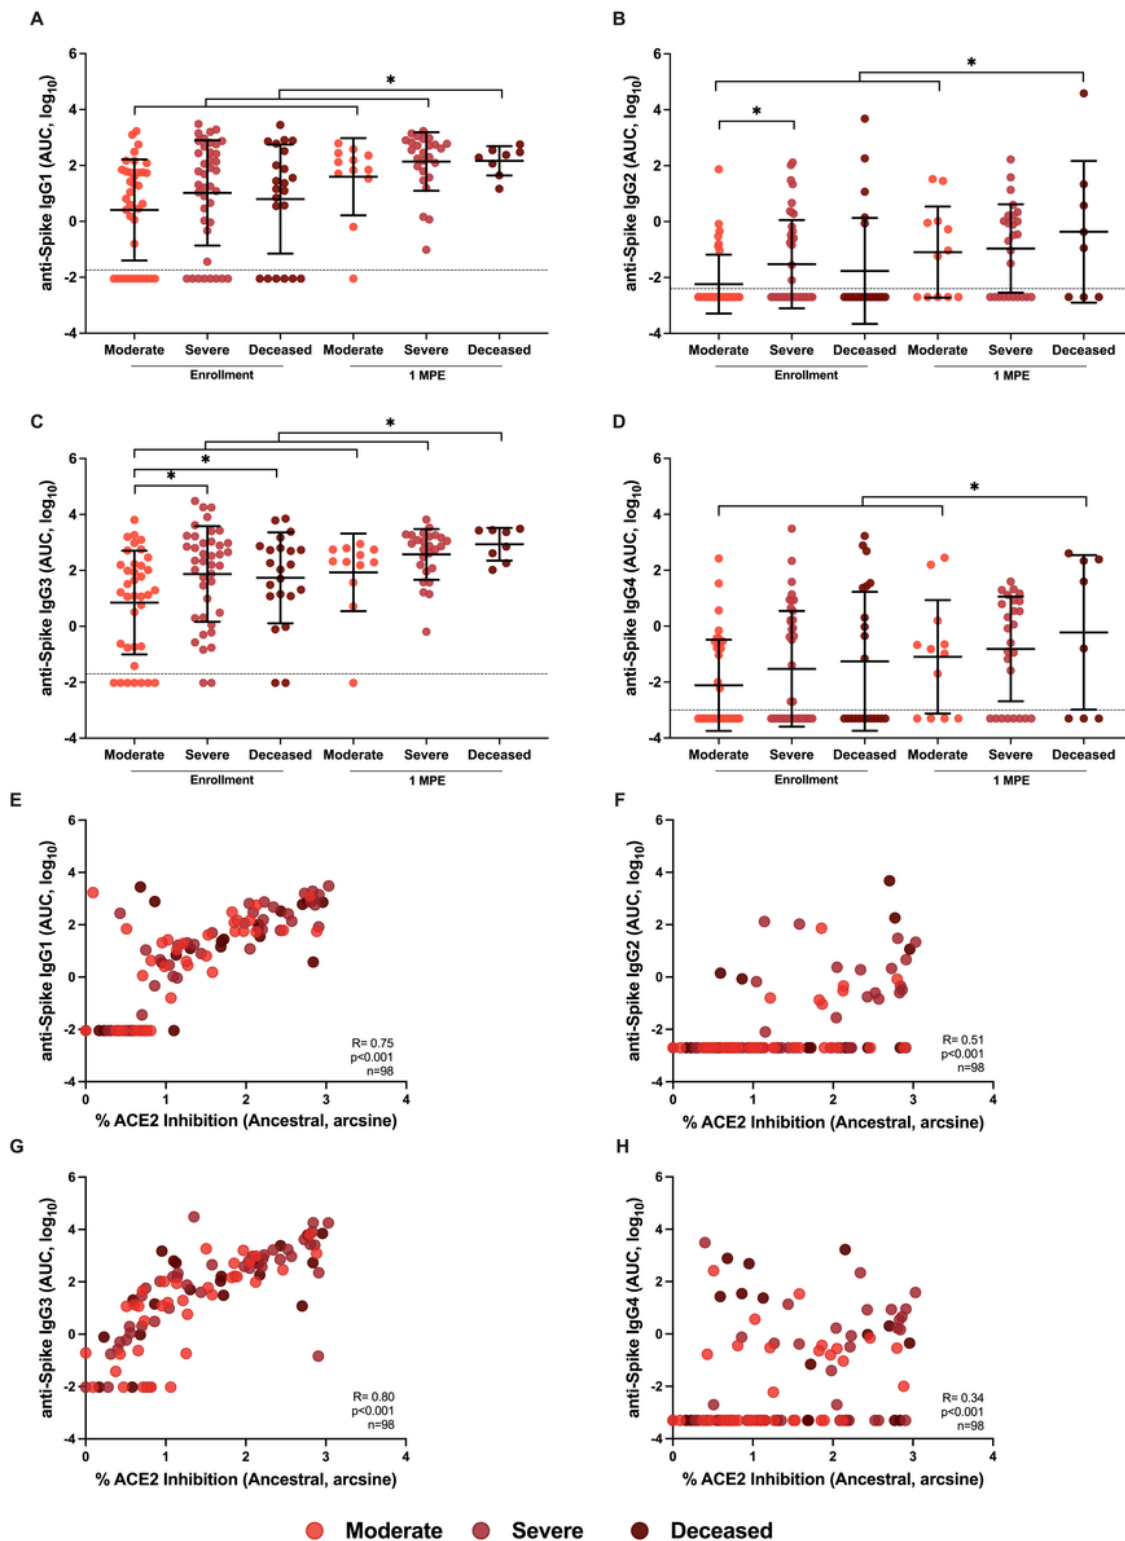 A
anti-Spike IgG1 (AUC, log10)
6
4
2
0
-2
-4
*
Moderate Severe Deceased Moderate Severe Deceased
Enrollment 1 MPE
B
anti-Spike IgG2 (AUC, log10)
6
4
2
0
-2
-4
*
*
Moderate Severe Deceased Moderate Severe Deceased
Enrollment 1 MPE
C
anti-Spike IgG3 (AUC, log10)
6
4
2
0
-2
-4
*
*
*
Moderate Severe Deceased Moderate Severe Deceased
Enrollment 1 MPE
D
anti-Spike IgG4 (AUC, log10)
6
4
2
0
-2
-4
*
Moderate Severe Deceased Moderate Severe Deceased
Enrollment 1 MPE
E
anti-Spike IgG1 (AUC, log10)
6
4
2
0
-2
-4
R= 0.75
p<0.001
n=98
0 1 2 3 4
% ACE2 Inhibition (Ancestral, arcsine)
F
anti-Spike IgG2 (AUC, log10)
6
4
2
0
-2
-4
R= 0.51
p<0.001
n=98
0 1 2 3 4
% ACE2 Inhibition (Ancestral, arcsine)
G
anti-Spike IgG3 (AUC, log10)
6
4
2
0
-2
-4
R= 0.80
p<0.001
n=98
0 1 2 3 4
% ACE2 Inhibition (Ancestral, arcsine)
H
anti-Spike IgG4 (AUC, log10)
6
4
2
0
-2
-4
R= 0.34
p<0.001
n=98
0 1 2 3 4
% ACE2 Inhibition (Ancestral, arcsine)
Moderate Severe Deceased